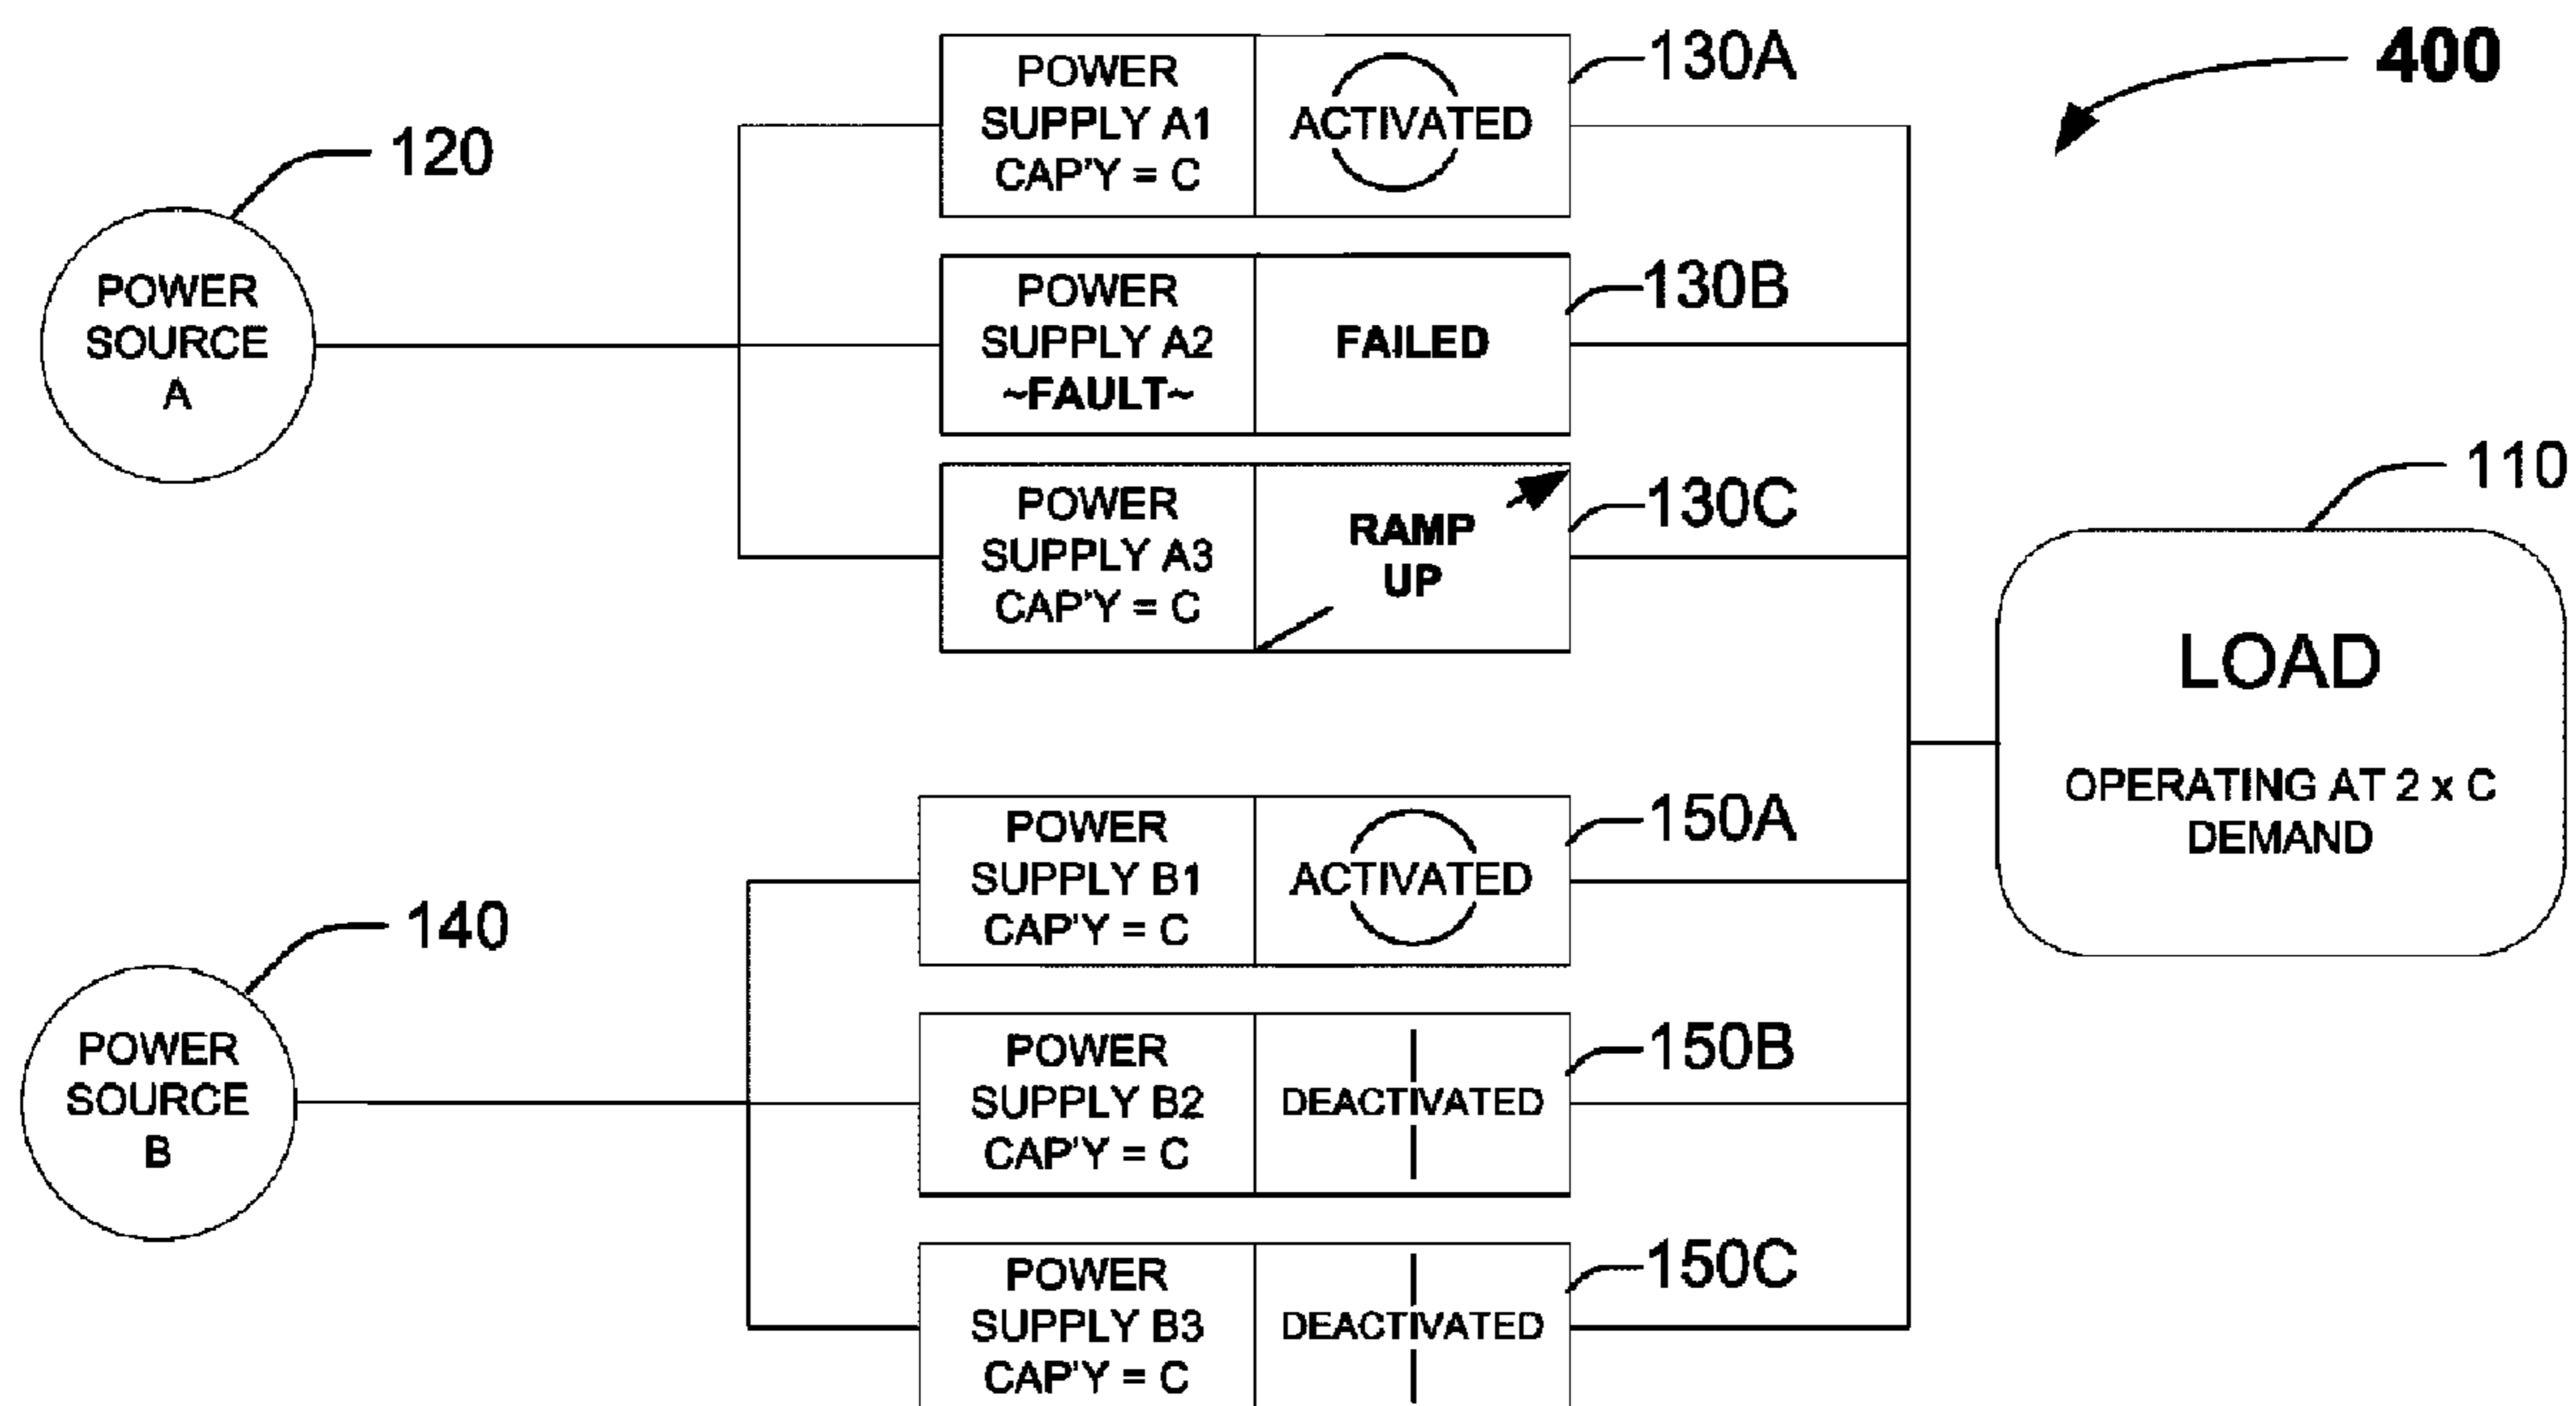 400
120
POWER
SOURCE
A
POWER
SUPPLY A1
CAP'Y = C
ACTIVATED
130A
POWER
SUPPLY A2
~FAULT~
FAILED
130B
POWER
SUPPLY A3
CAP'Y = C
RAMP
UP
130C
110
LOAD
OPERATING AT 2 x C
DEMAND
140
POWER
SOURCE
B
POWER
SUPPLY B1
CAP'Y = C
ACTIVATED
150A
POWER
SUPPLY B2
CAP'Y = C
DEACTIVATED
150B
POWER
SUPPLY B3
CAP'Y = C
DEACTIVATED
150C